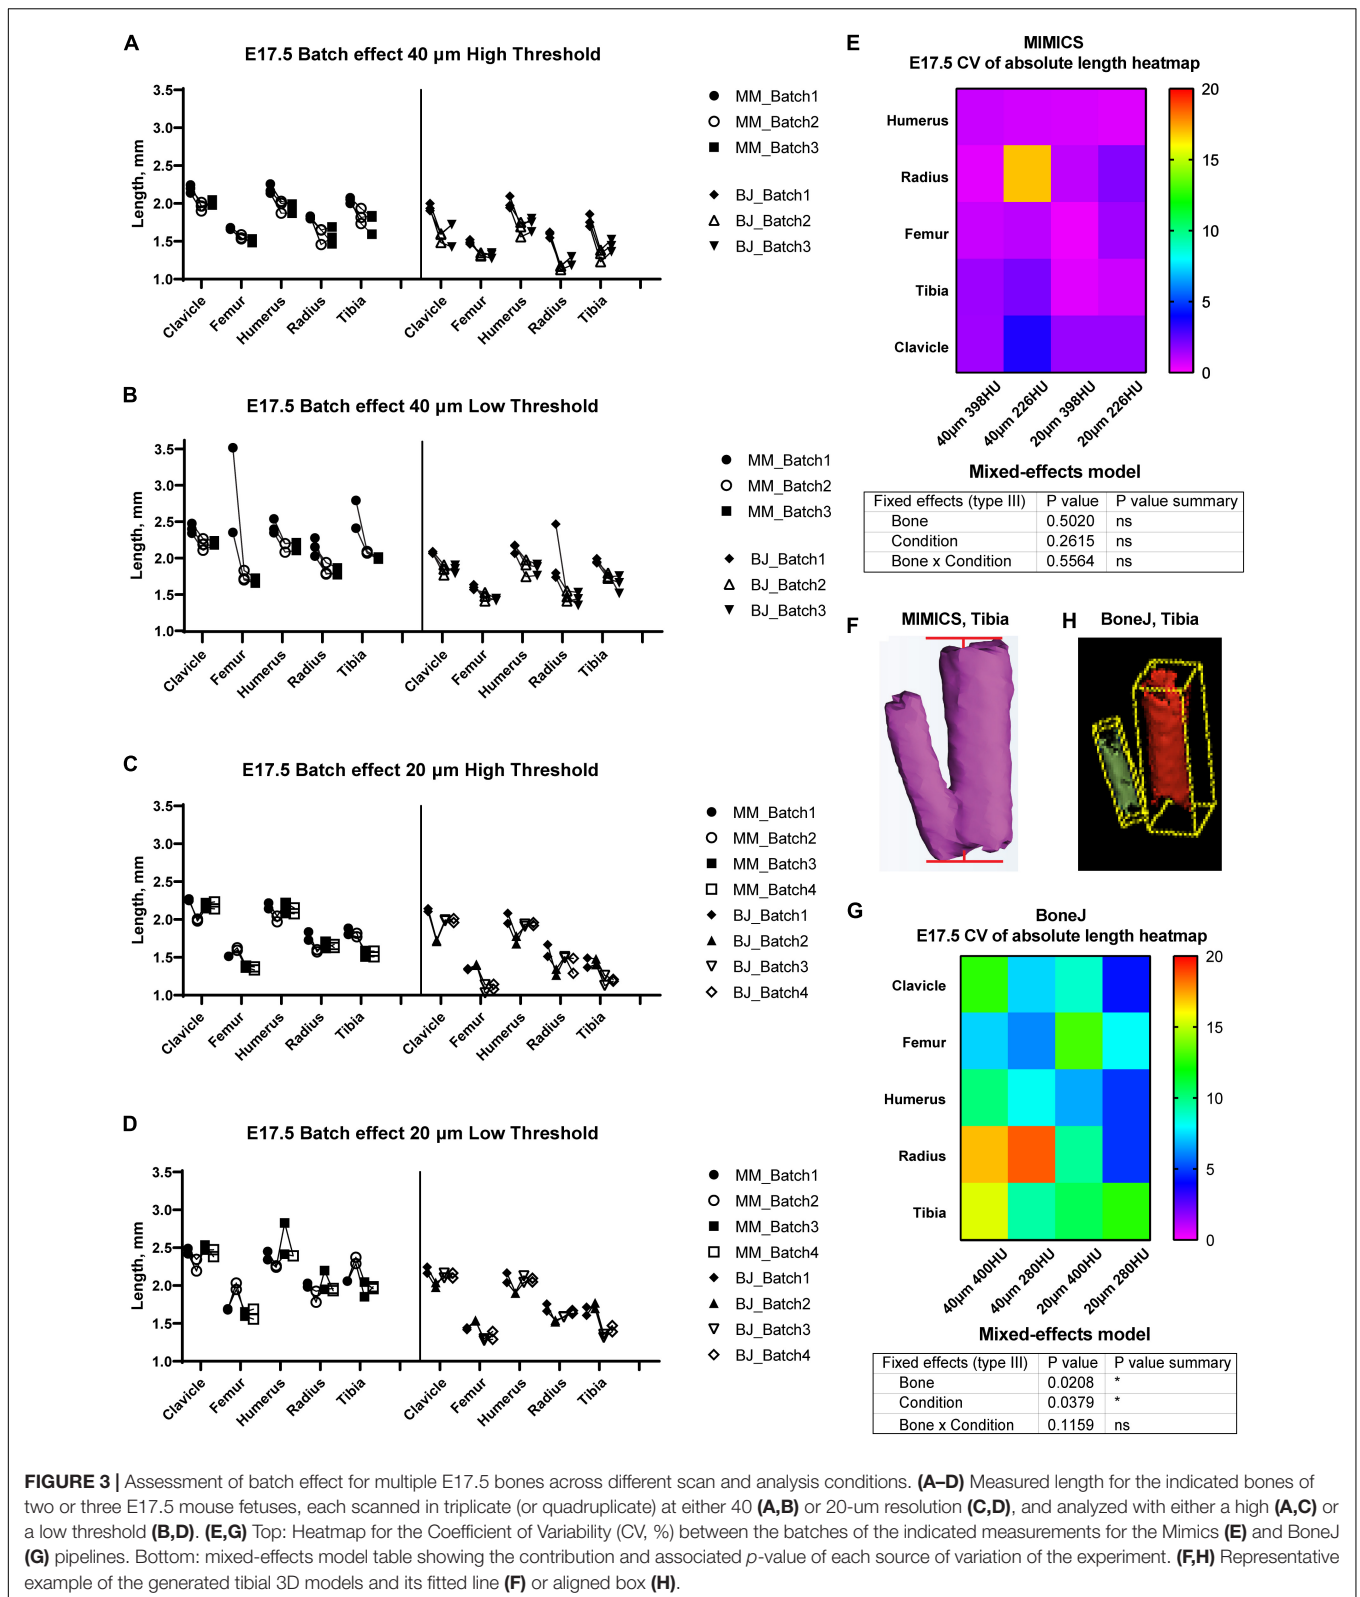 A
E17.5 Batch effect 40 µm High Threshold
Length, mm
3.5
3.0
2.5
2.0
1.5
1.0
Clavicle
Femur
Humerus
Radius
Tibia
Clavicle
Femur
Humerus
Radius
Tibia
MM_Batch1
MM_Batch2
MM_Batch3
BJ_Batch1
BJ_Batch2
BJ_Batch3
B
E17.5 Batch effect 40 µm Low Threshold
Length, mm
3.5
3.0
2.5
2.0
1.5
1.0
Clavicle
Femur
Humerus
Radius
Tibia
Clavicle
Femur
Humerus
Radius
Tibia
MM_Batch1
MM_Batch2
MM_Batch3
BJ_Batch1
BJ_Batch2
BJ_Batch3
C
E17.5 Batch effect 20 µm High Threshold
Length, mm
3.5
3.0
2.5
2.0
1.5
1.0
Clavicle
Femur
Humerus
Radius
Tibia
Clavicle
Femur
Humerus
Radius
Tibia
MM_Batch1
MM_Batch2
MM_Batch3
MM_Batch4
BJ_Batch1
BJ_Batch2
BJ_Batch3
BJ_Batch4
D
E17.5 Batch effect 20 µm Low Threshold
Length, mm
3.5
3.0
2.5
2.0
1.5
1.0
Clavicle
Femur
Humerus
Radius
Tibia
Clavicle
Femur
Humerus
Radius
Tibia
MM_Batch1
MM_Batch2
MM_Batch3
MM_Batch4
BJ_Batch1
BJ_Batch2
BJ_Batch3
BJ_Batch4
E
MIMICS
E17.5 CV of absolute length heatmap
Humerus
Radius
Femur
Tibia
Clavicle
40µm 398HU
40µm 226HU
20µm 398HU
20µm 226HU
20
15
10
5
0
Mixed-effects model
Fixed effects (type III) P value P value summary
Bone 0.5020 ns
Condition 0.2615 ns
Bone x Condition 0.5564 ns
F
MIMICS, Tibia
H
BoneJ, Tibia
G
BoneJ
E17.5 CV of absolute length heatmap
Clavicle
Femur
Humerus
Radius
Tibia
40µm 400HU
40µm 280HU
20µm 400HU
20µm 280HU
20
15
10
5
0
Mixed-effects model
Fixed effects (type III) P value P value summary
Bone 0.0208 *
Condition 0.0379 *
Bone x Condition 0.1159 ns
FIGURE 3 | Assessment of batch effect for multiple E17.5 bones across different scan and analysis conditions. (A–D) Measured length for the indicated bones of
two or three E17.5 mouse fetuses, each scanned in triplicate (or quadruplicate) at either 40 (A,B) or 20-um resolution (C,D), and analyzed with either a high (A,C) or
a low threshold (B,D). (E,G) Top: Heatmap for the Coefficient of Variability (CV, %) between the batches of the indicated measurements for the Mimics (E) and BoneJ
(G) pipelines. Bottom: mixed-effects model table showing the contribution and associated p-value of each source of variation of the experiment. (F,H) Representative
example of the generated tibial 3D models and its fitted line (F) or aligned box (H).